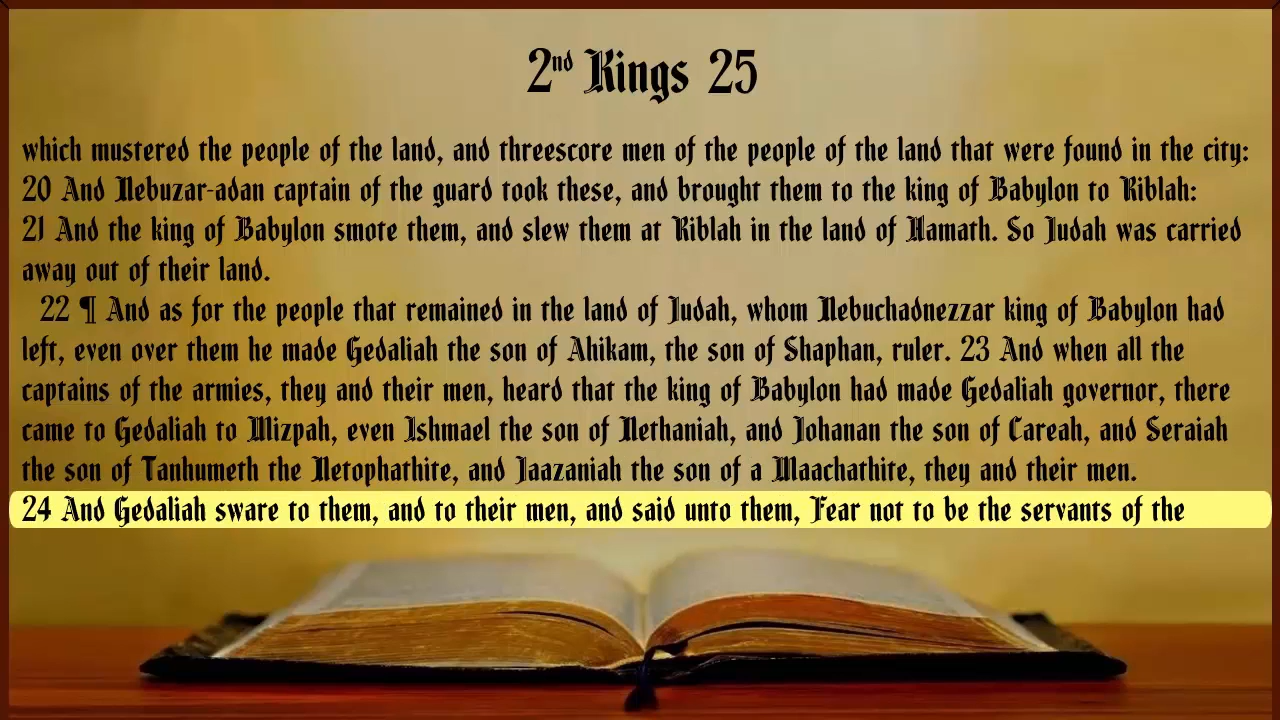 2nd Kings 25
which mustered the people of the land, and threescore men of the people of the land that were found in the city:
20 And Nebuzar-adan captain of the guard took these, and brought them to the king of Babylon to Riblah:
21 And the king of Babylon smote them, and slew them at Riblah in the land of Hamath. So Judah was carried
away out of their land.
22 ¶ And as for the people that remained in the land of Judah, whom Nebuchadnezzar king of Babylon had
left, even over them he made Gedaliah the son of Ahikam, the son of Shaphan, ruler. 23 And when all the
captains of the armies, they and their men, heard that the king of Babylon had made Gedaliah governor, there
came to Gedaliah to Mizpah, even Ishmael the son of Nethaniah, and Johanan the son of Careah, and Seraiah
the son of Tanhumeth the Netophathite, and Jaazaniah the son of a Maachathite, they and their men.
24 And Gedaliah sware to them, and to their men, and said unto them, Fear not to be the servants of the